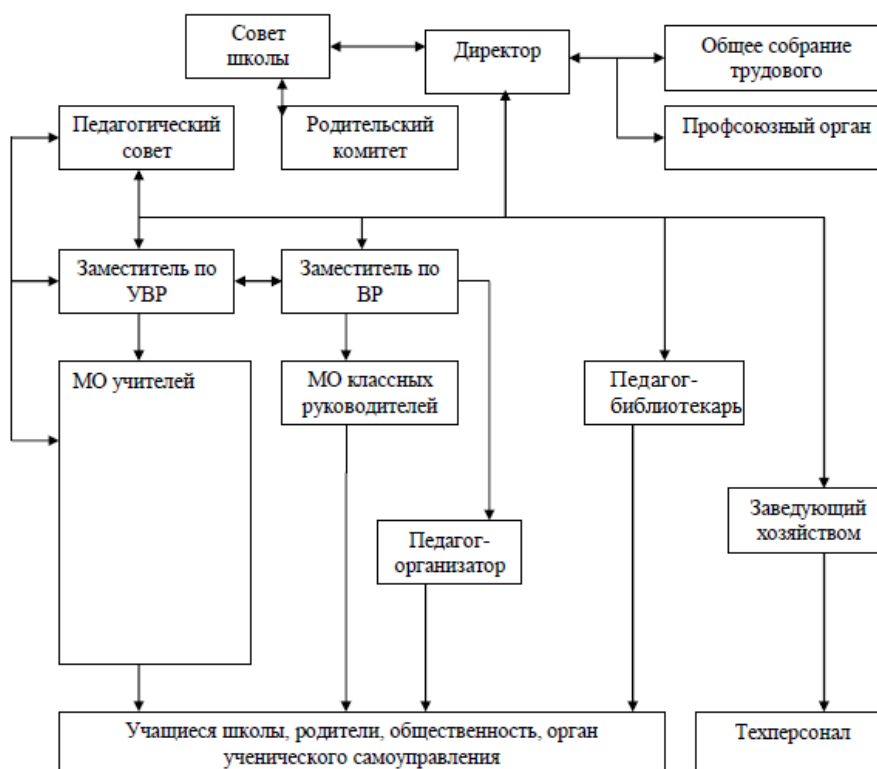 Совет
школы
Директор
Общее собрание
трудового
Педагогический
совет
Родительский
комитет
Профсоюзный орган
Заместитель по
УВР
Заместитель по
ВР
МО учителей
МО классных
руководителей
Педагог-
библиотекарь
Педагог-
организатор
Заведующий
хозяйством
Учащиеся школы, родители, общественность, орган
ученического самоуправления
Техперсонал